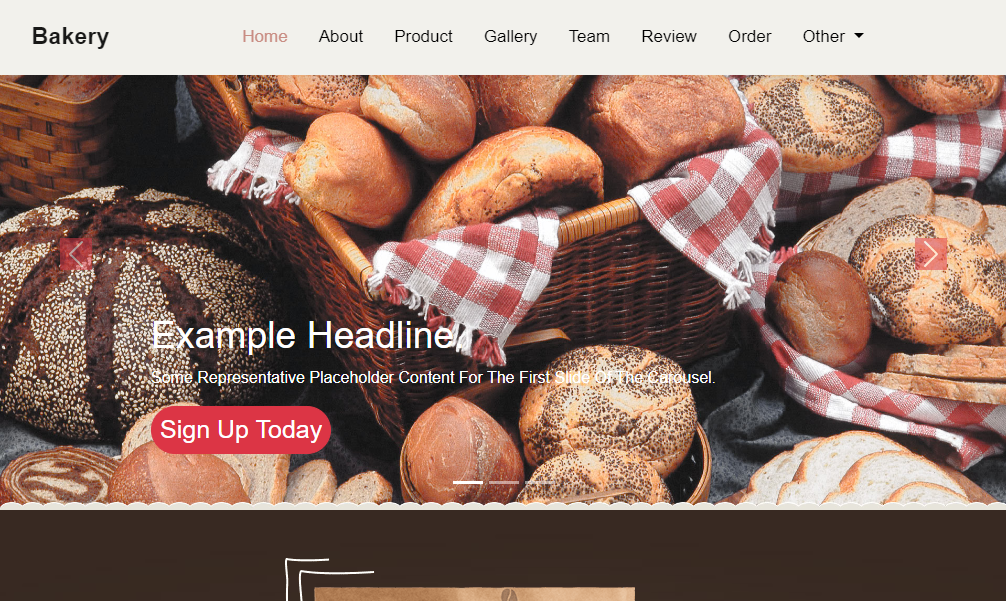 Bakery
Home About Product Gallery Team Review Order Other
Example Headline
Some Representative Placeholder Content For The First Slide Of The Carousel.
Sign Up Today